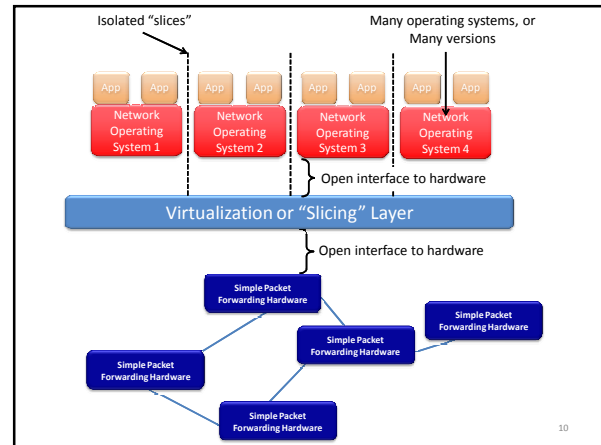 Isolated “slices”
Many operating systems, or
Many versions
App App App App App App App App
Network
Operating
System 1
Network
Operating
System 2
Network
Operating
System 3
Network
Operating
System 4
Open interface to hardware
Virtualization or “Slicing” Layer
Open interface to hardware
Simple Packet
Forwarding Hardware
Simple Packet
Forwarding Hardware
Simple Packet
Forwarding Hardware
Simple Packet
Forwarding Hardware
Simple Packet
Forwarding Hardware
10